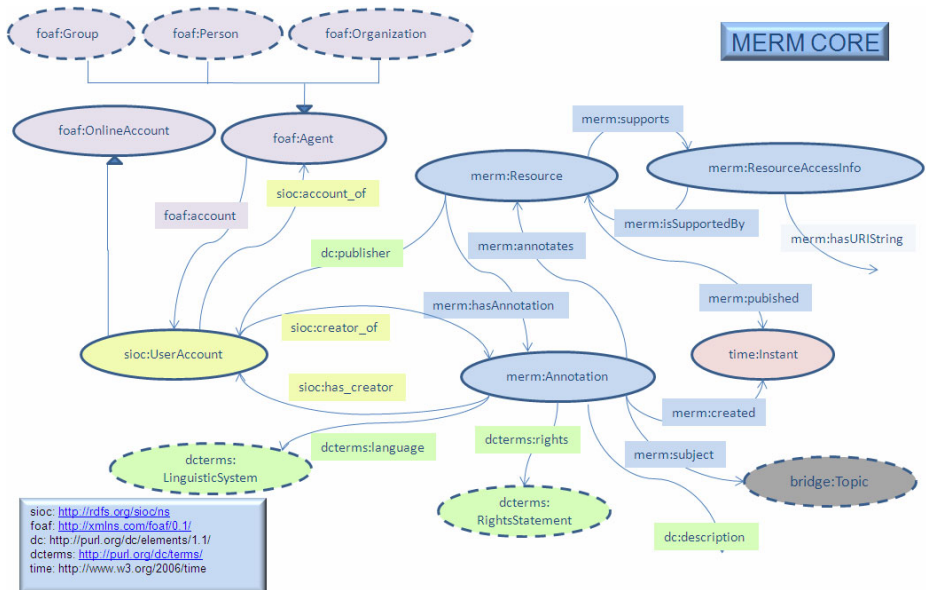 foaf:Group
foaf:Person
foaf:Organization
MERM CORE
foaf:OnlineAccount
foaf:Agent
merm:supports
merm:Resource
merm:ResourceAccessInfo
sioc:account_of
foaf:account
merm:isSupportedBy
merm:annotates
merm:hasURIString
dc:publisher
merm:hasAnnotation
merm:pubished
sioc:creator_of
sioc:UserAccount
time:Instant
merm:Annotation
sioc:has_creator
merm:created
dcterms:language
dcterms:rights
merm:subject
dcterms:
LinguisticSystem
bridge:Topic
dcterms:
RightsStatement
dc:description
sioc: http://rdfs.org/sioc/ns
foaf: http://xmlns.com/foaf/0.1/
dc: http://purl.org/dc/elements/1.1/
dcterms: http://purl.org/dc/terms/
time: http://www.w3.org/2006/time